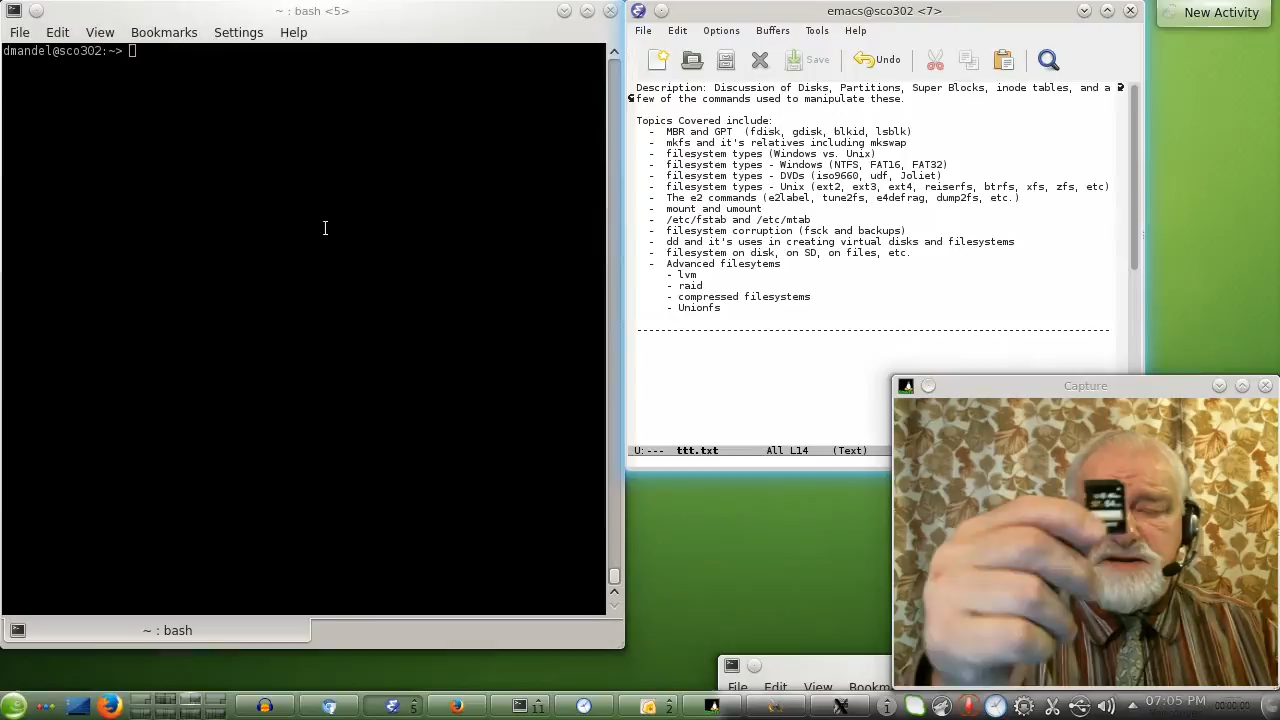 ~ : bash <5>
File Edit View Bookmarks Settings Help
dmandel@sco302:~>
~ : bash
emacs@sco302 <7>
File Edit Options Buffers Tools Help
Save Undo
Description: Discussion of Disks, Partitions, Super Blocks, inode tables, and a
few of the commands used to manipulate these.
Topics Covered include:
- MBR and GPT (fdisk, gdisk, blkid, lsblk)
- mkfs and it's relatives including mkswap
- filesystem types (Windows vs. Unix)
- filesystem types - Windows (NTFS, FAT16, FAT32)
- filesystem types - DVDs (iso9660, udf, Joliet)
- filesystem types - Unix (ext2, ext3, ext4, reiserfs, btrfs, xfs, zfs, etc)
- The e2 commands (e2label, tune2fs, e4defrag, dump2fs, etc.)
- mount and umount
- /etc/fstab and /etc/mtab
- filesystem corruption (fsck and backups)
- dd and it's uses in creating virtual disks and filesystems
- filesystem on disk, on SD, on files, etc.
- Advanced filesytems
- lvm
- raid
- compressed filesystems
- Unionfs
-------------------------------------------------------------------------------
U:--- ttt.txt All L14 (Text)
New Activity
Capture
File Edit View Bookm
5
11
2
1
07:05 PM